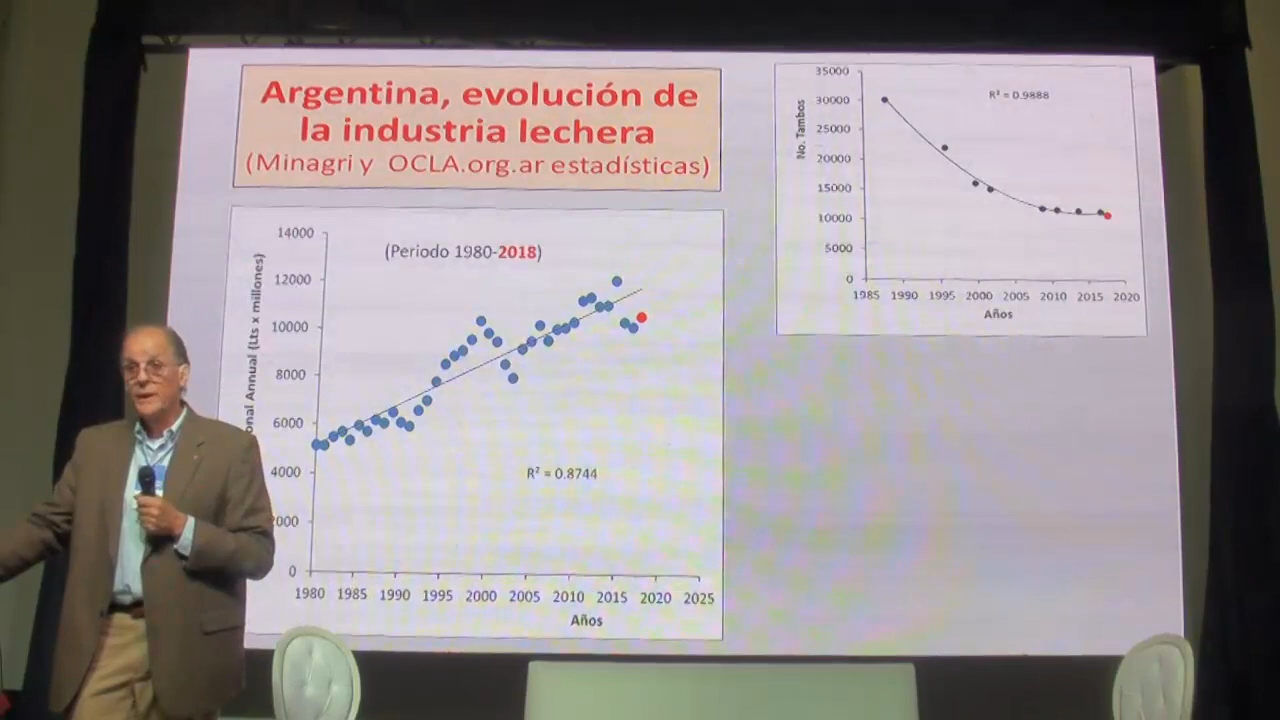 Argentina, evolución de
la industria lechera
(Minagri y OCLA.org.ar estadísticas)
14000
12000
10000
8000
6000
4000
2000
0
onal Annual (Lts x millones)
(Periodo 1980-2018)
R² = 0.8744
1980 1985 1990 1995 2000 2005 2010 2015 2020 2025
Años
35000
30000
25000
20000
15000
10000
5000
0
No. Tambos
R² = 0.9888
1985 1990 1995 2000 2005 2010 2015 2020
Años